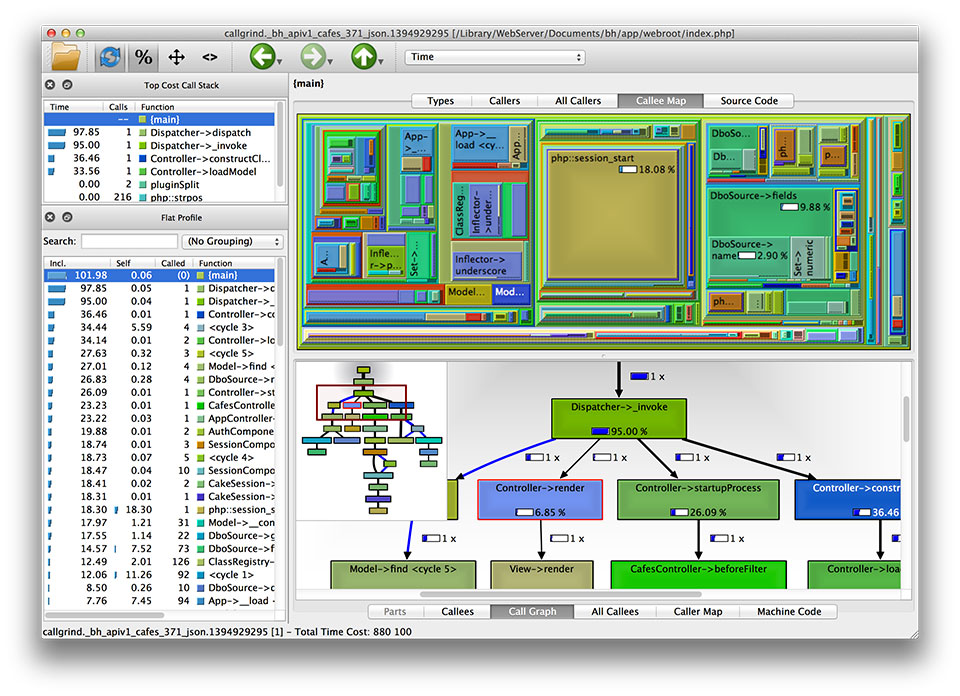 callgrind._bh_apiv1_cafes_371_json.1394929295 [/Library/WebServer/Documents/bh/app/webroot/index.php]
% <> Time
Top Cost Call Stack
Time Calls Function
-- {main}
97.85 1 Dispatcher->dispatch
95.00 1 Dispatcher->_invoke
36.46 1 Controller->constructCl...
33.56 1 Controller->loadModel
0.00 2 pluginSplit
0.00 216 php::strpos
Flat Profile
Search: (No Grouping)
Incl. Self Called Function
101.98 0.06 (0) {main}
97.85 0.05 1 Dispatcher->d
95.00 0.04 1 Dispatcher->_i
36.46 0.01 1 Controller->co
34.44 5.59 4 <cycle 3>
34.14 0.01 2 Controller->lo
27.63 0.32 3 <cycle 5>
27.01 0.12 4 Model->find <
26.83 0.28 4 DboSource->r
26.09 0.01 1 Controller->st
23.23 0.01 1 CafesControlle
23.22 0.03 1 AppController-
19.88 0.01 2 AuthCompone
18.74 0.01 3 SessionCompo
18.73 0.07 5 <cycle 4>
18.47 0.04 10 SessionCompo
18.41 0.02 2 CakeSession->
18.31 0.01 1 CakeSession->
18.30 18.30 1 php::session_s
17.97 1.21 31 Model->__con
17.55 1.14 22 DboSource->g
14.57 7.52 73 DboSource->f
12.49 2.01 126 ClassRegistry-
12.06 11.26 92 <cycle 1>
8.50 0.26 10 DboSource->
7.76 7.45 94 App->__load <
{main}
Types Callers All Callers Callee Map Source Code
App->_...
App->__load <cy...
App...
ClassReg...
Inflector->under...
A...
Infle...r->p...
Set->...
Inflector->underscore
Model... Mod...
php::session_start
18.08 %
DboSo...
Db...
ph...
p...
DboSource->fields
9.88 %
DboSource->name 2.90 %
Set->numeric
ph... ...
1 x
Dispatcher->_invoke
95.00 %
1 x 1 x 1 x 1 x
Controller->render
6.85 %
Controller->startupProcess
26.09 %
Controller->constr
36.46
1 x 1 x 1 x
Model->find <cycle 5>
View->render
CafesController->beforeFilter
Controller->loa
Parts Callees Call Graph All Callees Caller Map Machine Code
callgrind._bh_apiv1_cafes_371_json.1394929295 [1] - Total Time Cost: 880 100